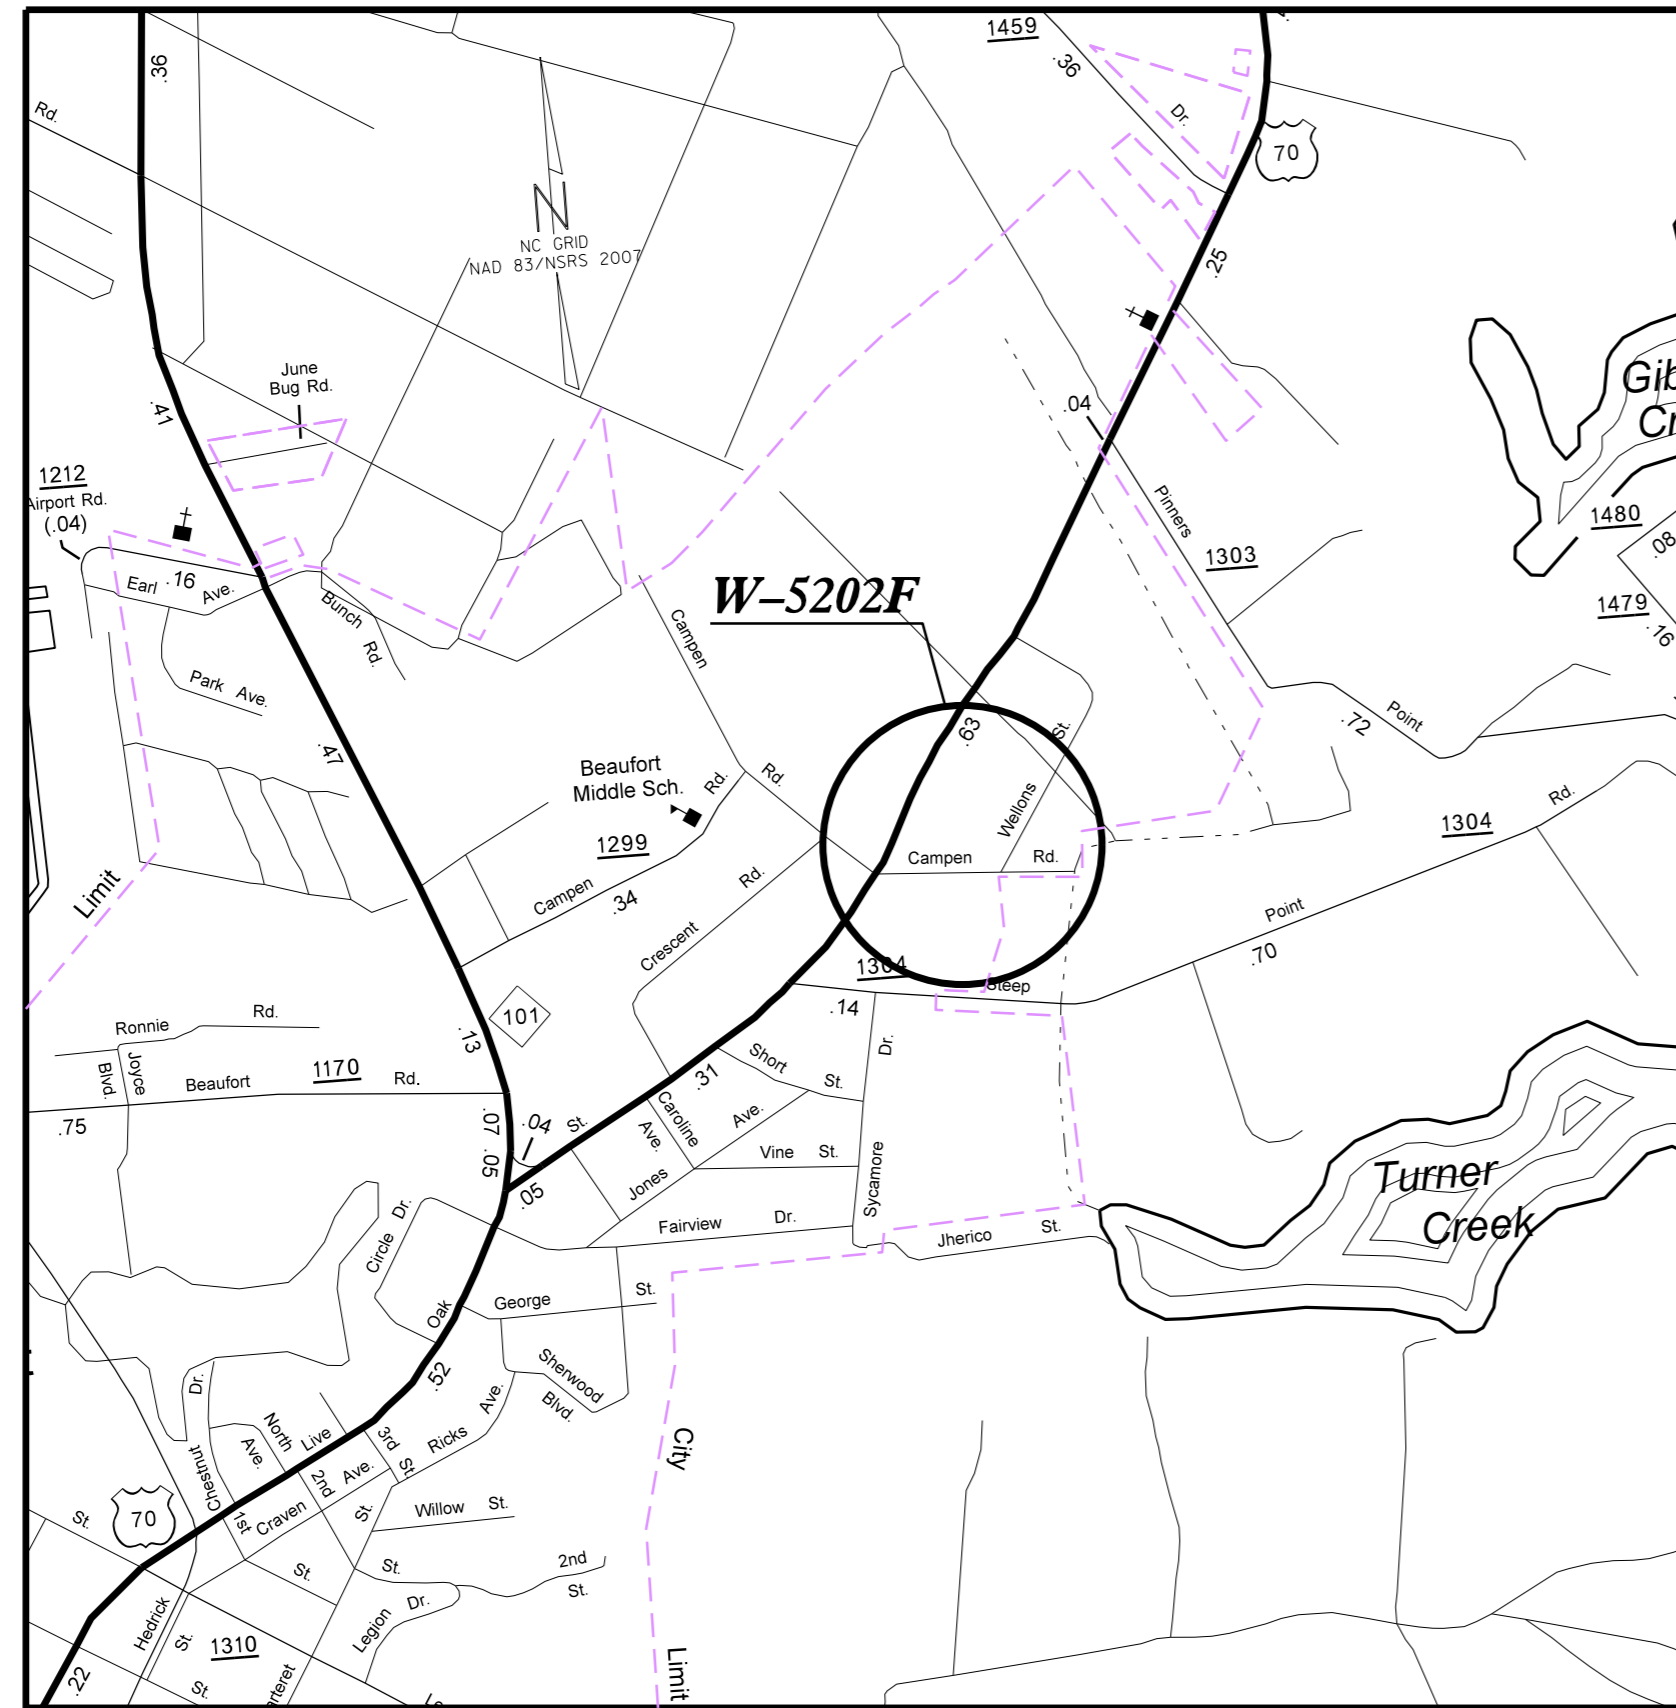 1459
.36
.36
Rd.
Dr.
70
N
NC GRID
NAD 83/NSRS 2007
.25
June
Bug Rd.
.41
.04
1212
Airport Rd.
(.04)
Pinners
1480
.08
1303
Earl
.16
Ave.
Bunch
Rd.
W–5202F
Campen
1479
.16
Park Ave.
.63
St.
Point
.72
.47
Beaufort
Middle Sch.
Rd.
Rd.
Wellons
Rd.
1304
1299
Campen
Rd.
Limit
Campen
.34
Rd.
Crescent
Point
.70
1304
Steep
.14
Ronnie
Rd.
101
.13
Dr.
Joyce
Blvd.
Beaufort
1170
Rd.
.31
Short
St.
.75
.07
.04
St.
Caroline
Ave.
Ave.
.05
Vine St.
Jones
.05
Sycamore
Turner
Creek
Circle Dr.
Fairview
Dr.
Jherico
St.
George
St.
Oak
.52
Sherwood
Blvd.
Dr.
Ave.
North
Ave.
Live
3rd
St.
Ricks
City
Chestnut
2nd
Ave.
70
St.
1st
Craven
St.
Willow
St.
St.
St.
2nd
St.
Hedrick
St.
1310
Legion
Dr.
Limit
.22
St.